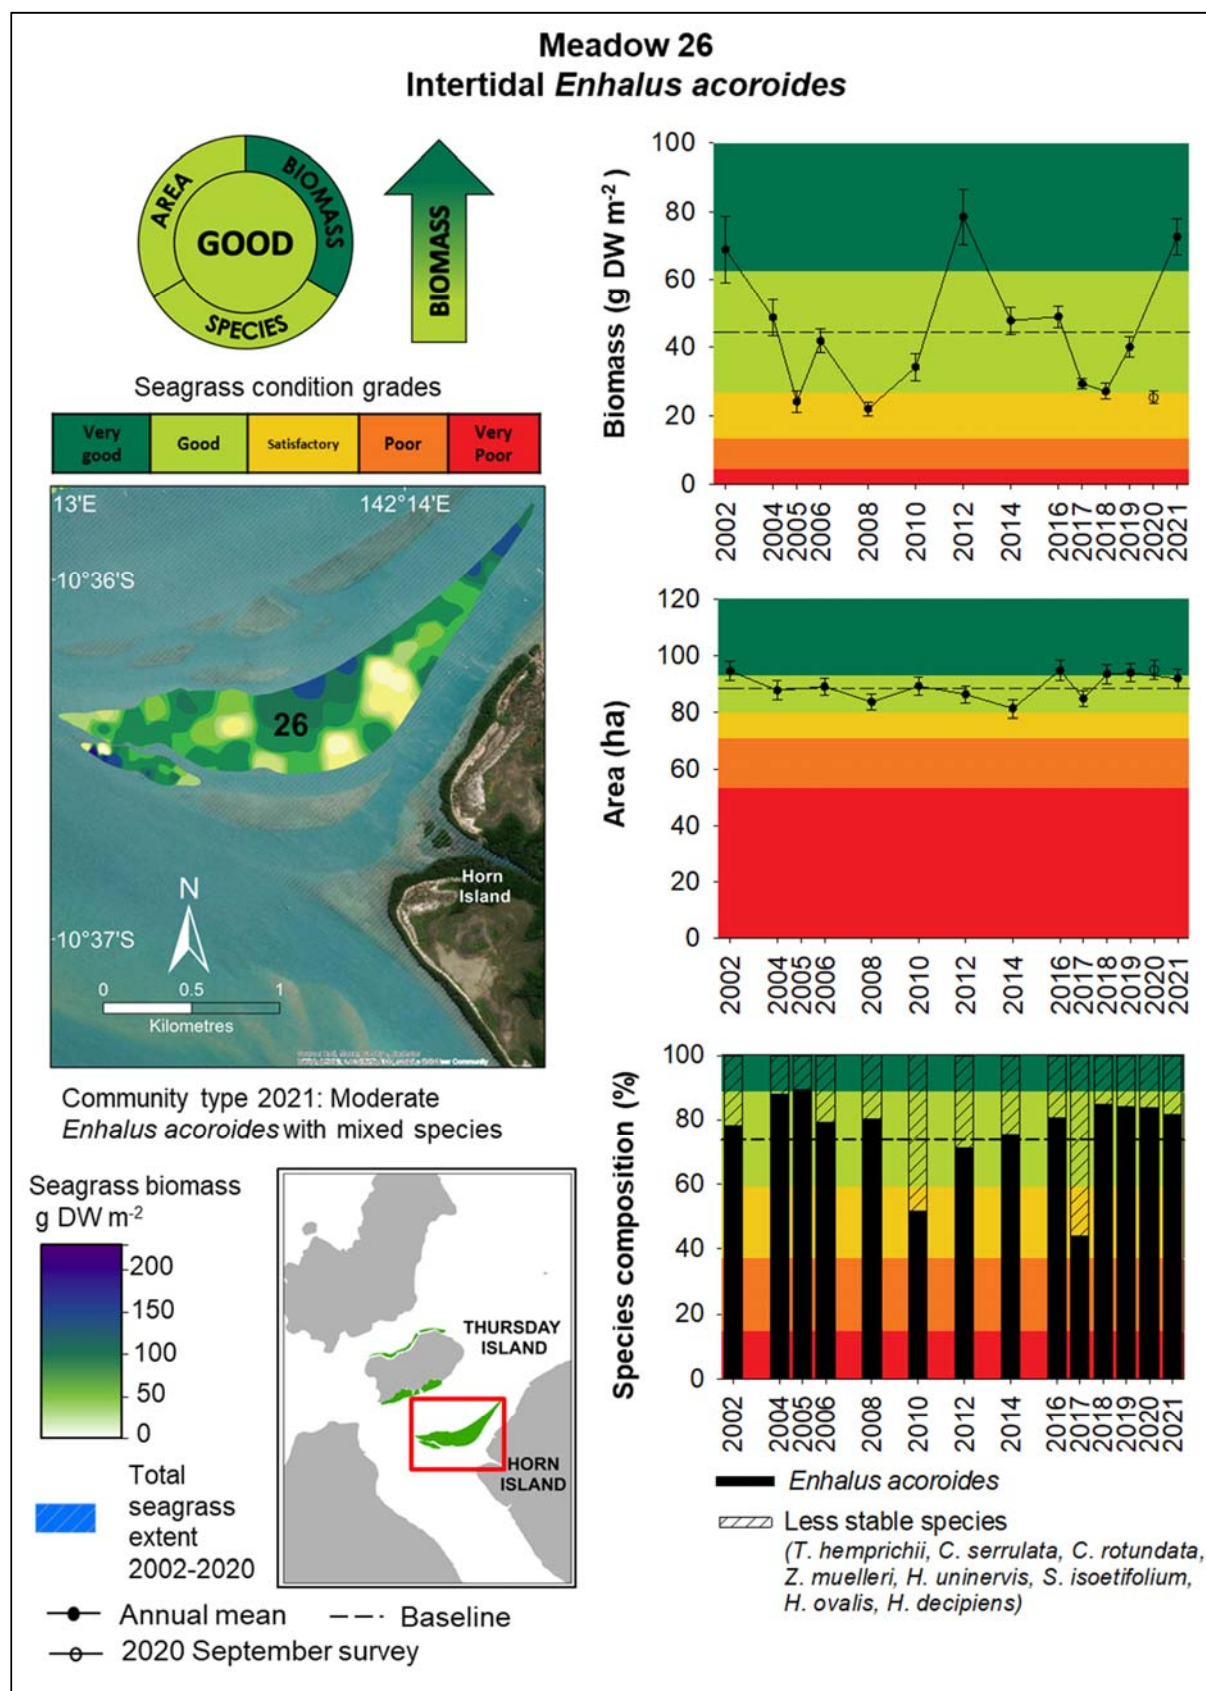 Meadow 26
Intertidal Enhalus acoroides
AREA
BIOMASS
GOOD
SPECIES
BIOMASS
Seagrass condition grades
Very good
Good
Satisfactory
Poor
Very Poor
13'E
142°14'E
10°36'S
26
Horn Island
N
10°37'S
0 0.5 1
Kilometres
Community type 2021: Moderate
Enhalus acoroides with mixed species
Seagrass biomass
g DW m-2
200
150
100
50
0
Total
seagrass
extent
2002-2020
THURSDAY
ISLAND
HORN
ISLAND
Annual mean
Baseline
2020 September survey
Biomass (g DW m-2 )
100
80
60
40
20
0
2002 2004 2005 2006 2008 2010 2012 2014 2016 2017 2018 2019 2020 2021
Area (ha)
120
100
80
60
40
20
0
2002 2004 2005 2006 2008 2010 2012 2014 2016 2017 2018 2019 2020 2021
Species composition (%)
100
80
60
40
20
0
2002 2004 2005 2006 2008 2010 2012 2014 2016 2017 2018 2019 2020 2021
Enhalus acoroides
Less stable species
(T. hemprichii, C. serrulata, C. rotundata,
Z. muelleri, H. uninervis, S. isoetifolium,
H. ovalis, H. decipiens)